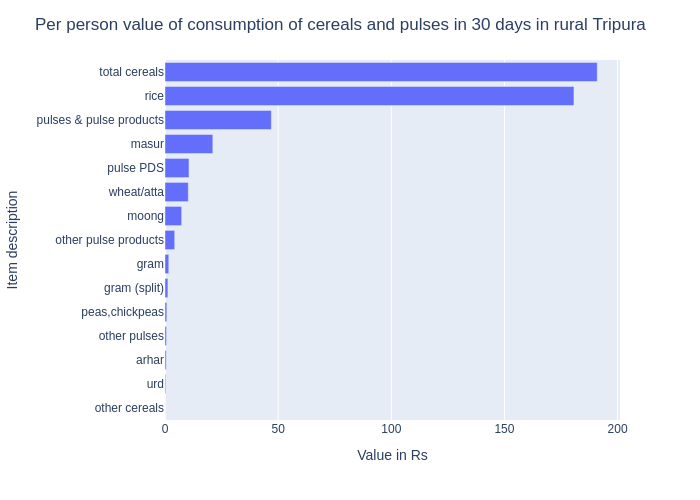 Per person value of consumption of cereals and pulses in 30 days in rural Tripura
total cereals
rice
pulses & pulse products
masur
pulse PDS
wheat/atta
moong
other pulse products
gram
gram (split)
peas,chickpeas
other pulses
arhar
urd
other cereals
Item description
0 50 100 150 200
Value in Rs